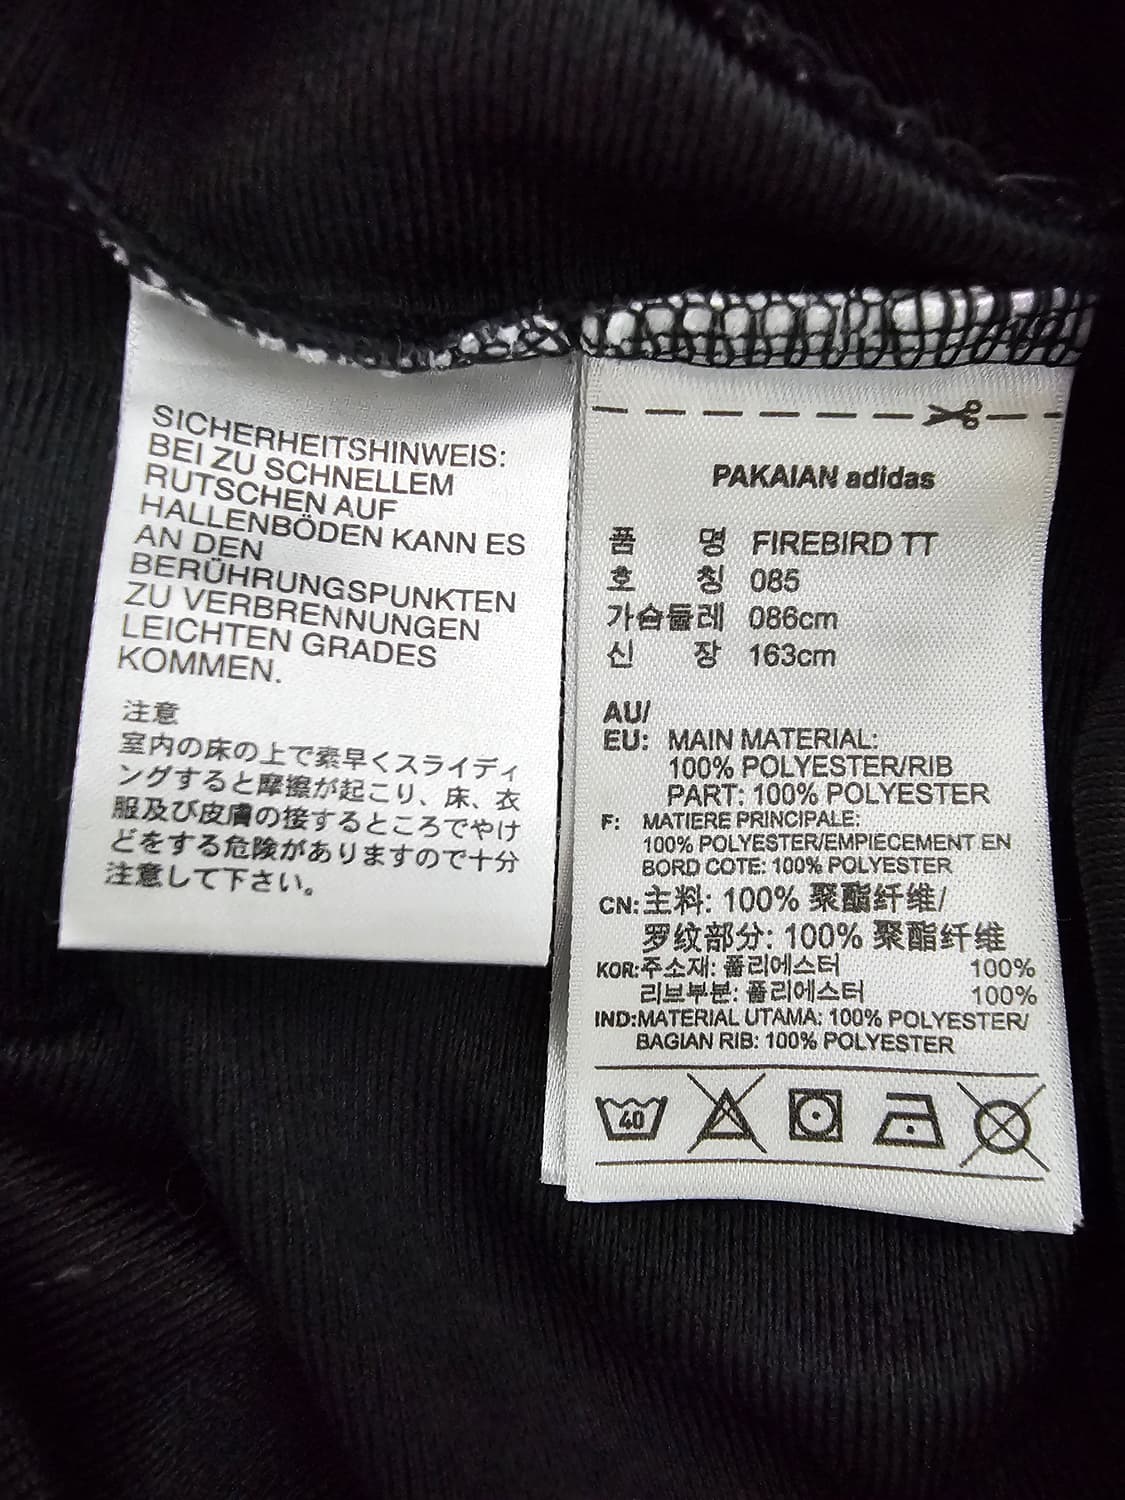 SICHERHEITSHINWEIS:
BEI ZU SCHNELLEM
RUTSCHEN AUF
HALLENBÖDEN KANN ES
AN DEN
BERÜHRUNGSPUNKTEN
ZU VERBRENNUNGEN
LEICHTEN GRADES
KOMMEN.
注意
室内の床の上で素早くスライディ
ングすると摩擦が起こり、床、衣
服及び皮膚の接するところでやけ
どをする危険がありますので十分
注意して下さい。
PAKAIAN adidas
품 명 FIREBIRD TT
호 칭 085
가슴둘레 086cm
신 장 163cm
AU/
EU: MAIN MATERIAL:
100% POLYESTER/RIB
PART: 100% POLYESTER
F: MATIERE PRINCIPALE:
100% POLYESTER/EMPIECEMENT EN
BORD COTE: 100% POLYESTER
CN: 主料: 100% 聚酯纤维/
罗纹部分: 100% 聚酯纤维
KOR:주소재: 폴리에스터 100%
리브부분: 폴리에스터 100%
IND:MATERIAL UTAMA: 100% POLYESTER/
BAGIAN RIB: 100% POLYESTER
40